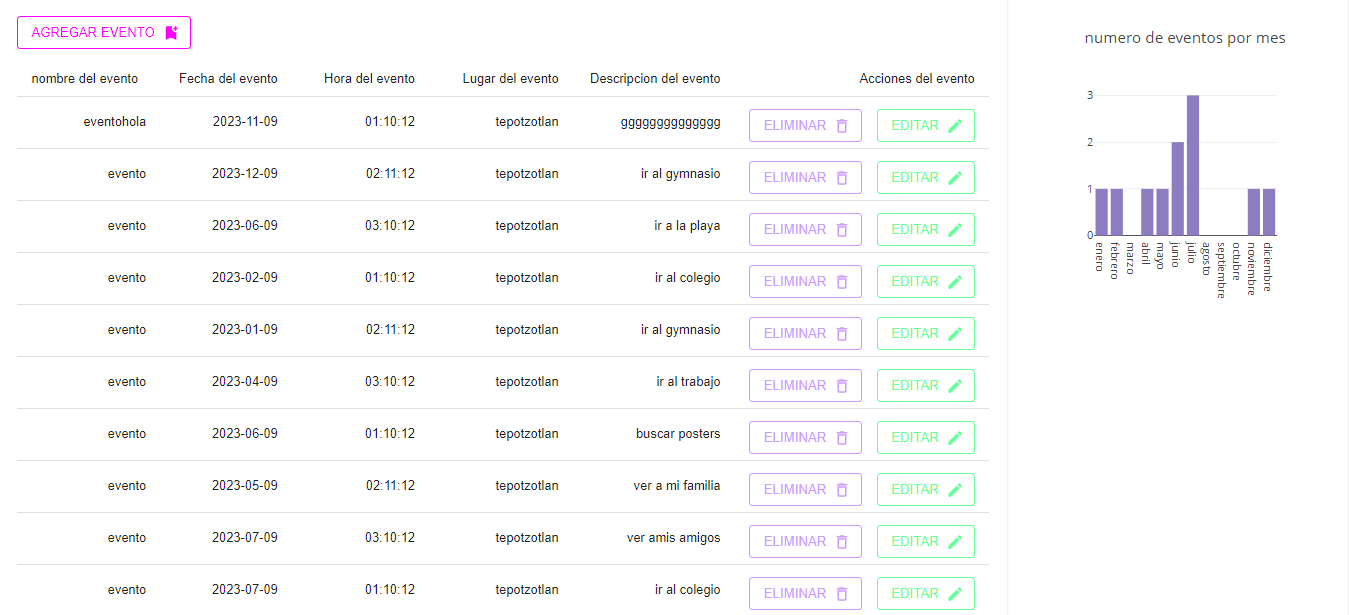 AGREGAR EVENTO
nombre del evento Fecha del evento Hora del evento Lugar del evento Descripcion del evento Acciones del evento
eventohola 2023-11-09 01:10:12 tepotzotlan gggggggggggggg ELIMINAR EDITAR
evento 2023-12-09 02:11:12 tepotzotlan ir al gymnasio ELIMINAR EDITAR
evento 2023-06-09 03:10:12 tepotzotlan ir a la playa ELIMINAR EDITAR
evento 2023-02-09 01:10:12 tepotzotlan ir al colegio ELIMINAR EDITAR
evento 2023-01-09 02:11:12 tepotzotlan ir al gymnasio ELIMINAR EDITAR
evento 2023-04-09 03:10:12 tepotzotlan ir al trabajo ELIMINAR EDITAR
evento 2023-06-09 01:10:12 tepotzotlan buscar posters ELIMINAR EDITAR
evento 2023-05-09 02:11:12 tepotzotlan ver a mi familia ELIMINAR EDITAR
evento 2023-07-09 03:10:12 tepotzotlan ver amis amigos ELIMINAR EDITAR
evento 2023-07-09 01:10:12 tepotzotlan ir al colegio ELIMINAR EDITAR
numero de eventos por mes
3
2
1
0
enero
febrero
marzo
abril
mayo
junio
julio
agosto
septiembre
octubre
noviembre
diciembre